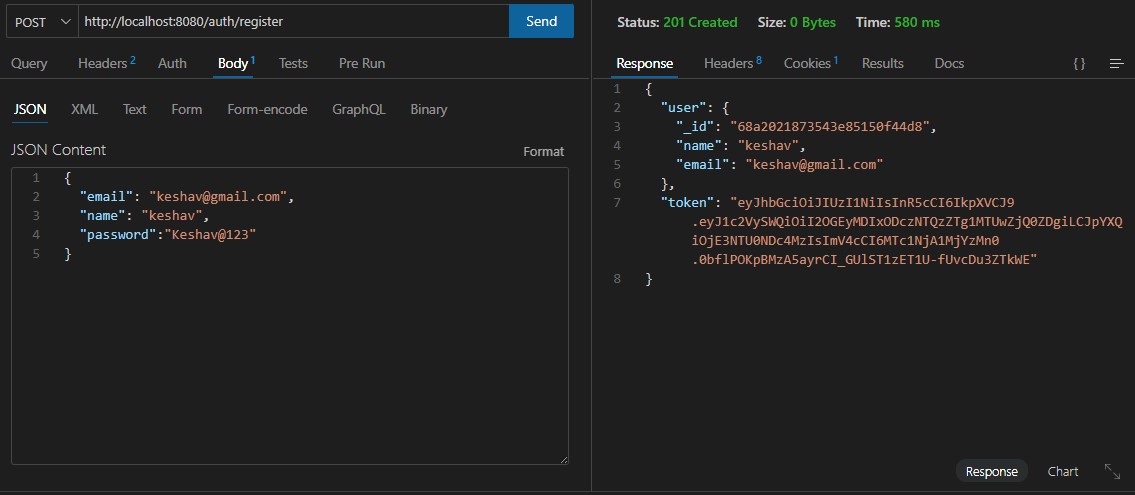 POST http://localhost:8080/auth/register Send
Query Headers 2 Auth Body 1 Tests Pre Run
JSON XML Text Form Form-encode GraphQL Binary
JSON Content Format
1 {
2 "email": "keshav@gmail.com",
3 "name": "keshav",
4 "password":"Keshav@123"
5 }
Status: 201 Created Size: 0 Bytes Time: 580 ms
Response Headers 8 Cookies 1 Results Docs {}
1 {
2 "user": {
3 "_id": "68a2021873543e85150f44d8",
4 "name": "keshav",
5 "email": "keshav@gmail.com"
6 },
7 "token": "eyJhbGciOiJIUzI1NiIsInR5cCI6IkpXVCJ9
.eyJ1c2VySWQiOiI2OGEyMDIxODczNTQzZTg1MTUwZjQ0ZDgiLCJpYXQ
iOjE3NTU0NDc4MzIsImV4cCI6MTc1NjA1MjYzMn0
.0bflPOKpBMzA5ayrCI_GUlST1zET1U-fUvcDu3ZTkWE"
8 }
Response Chart